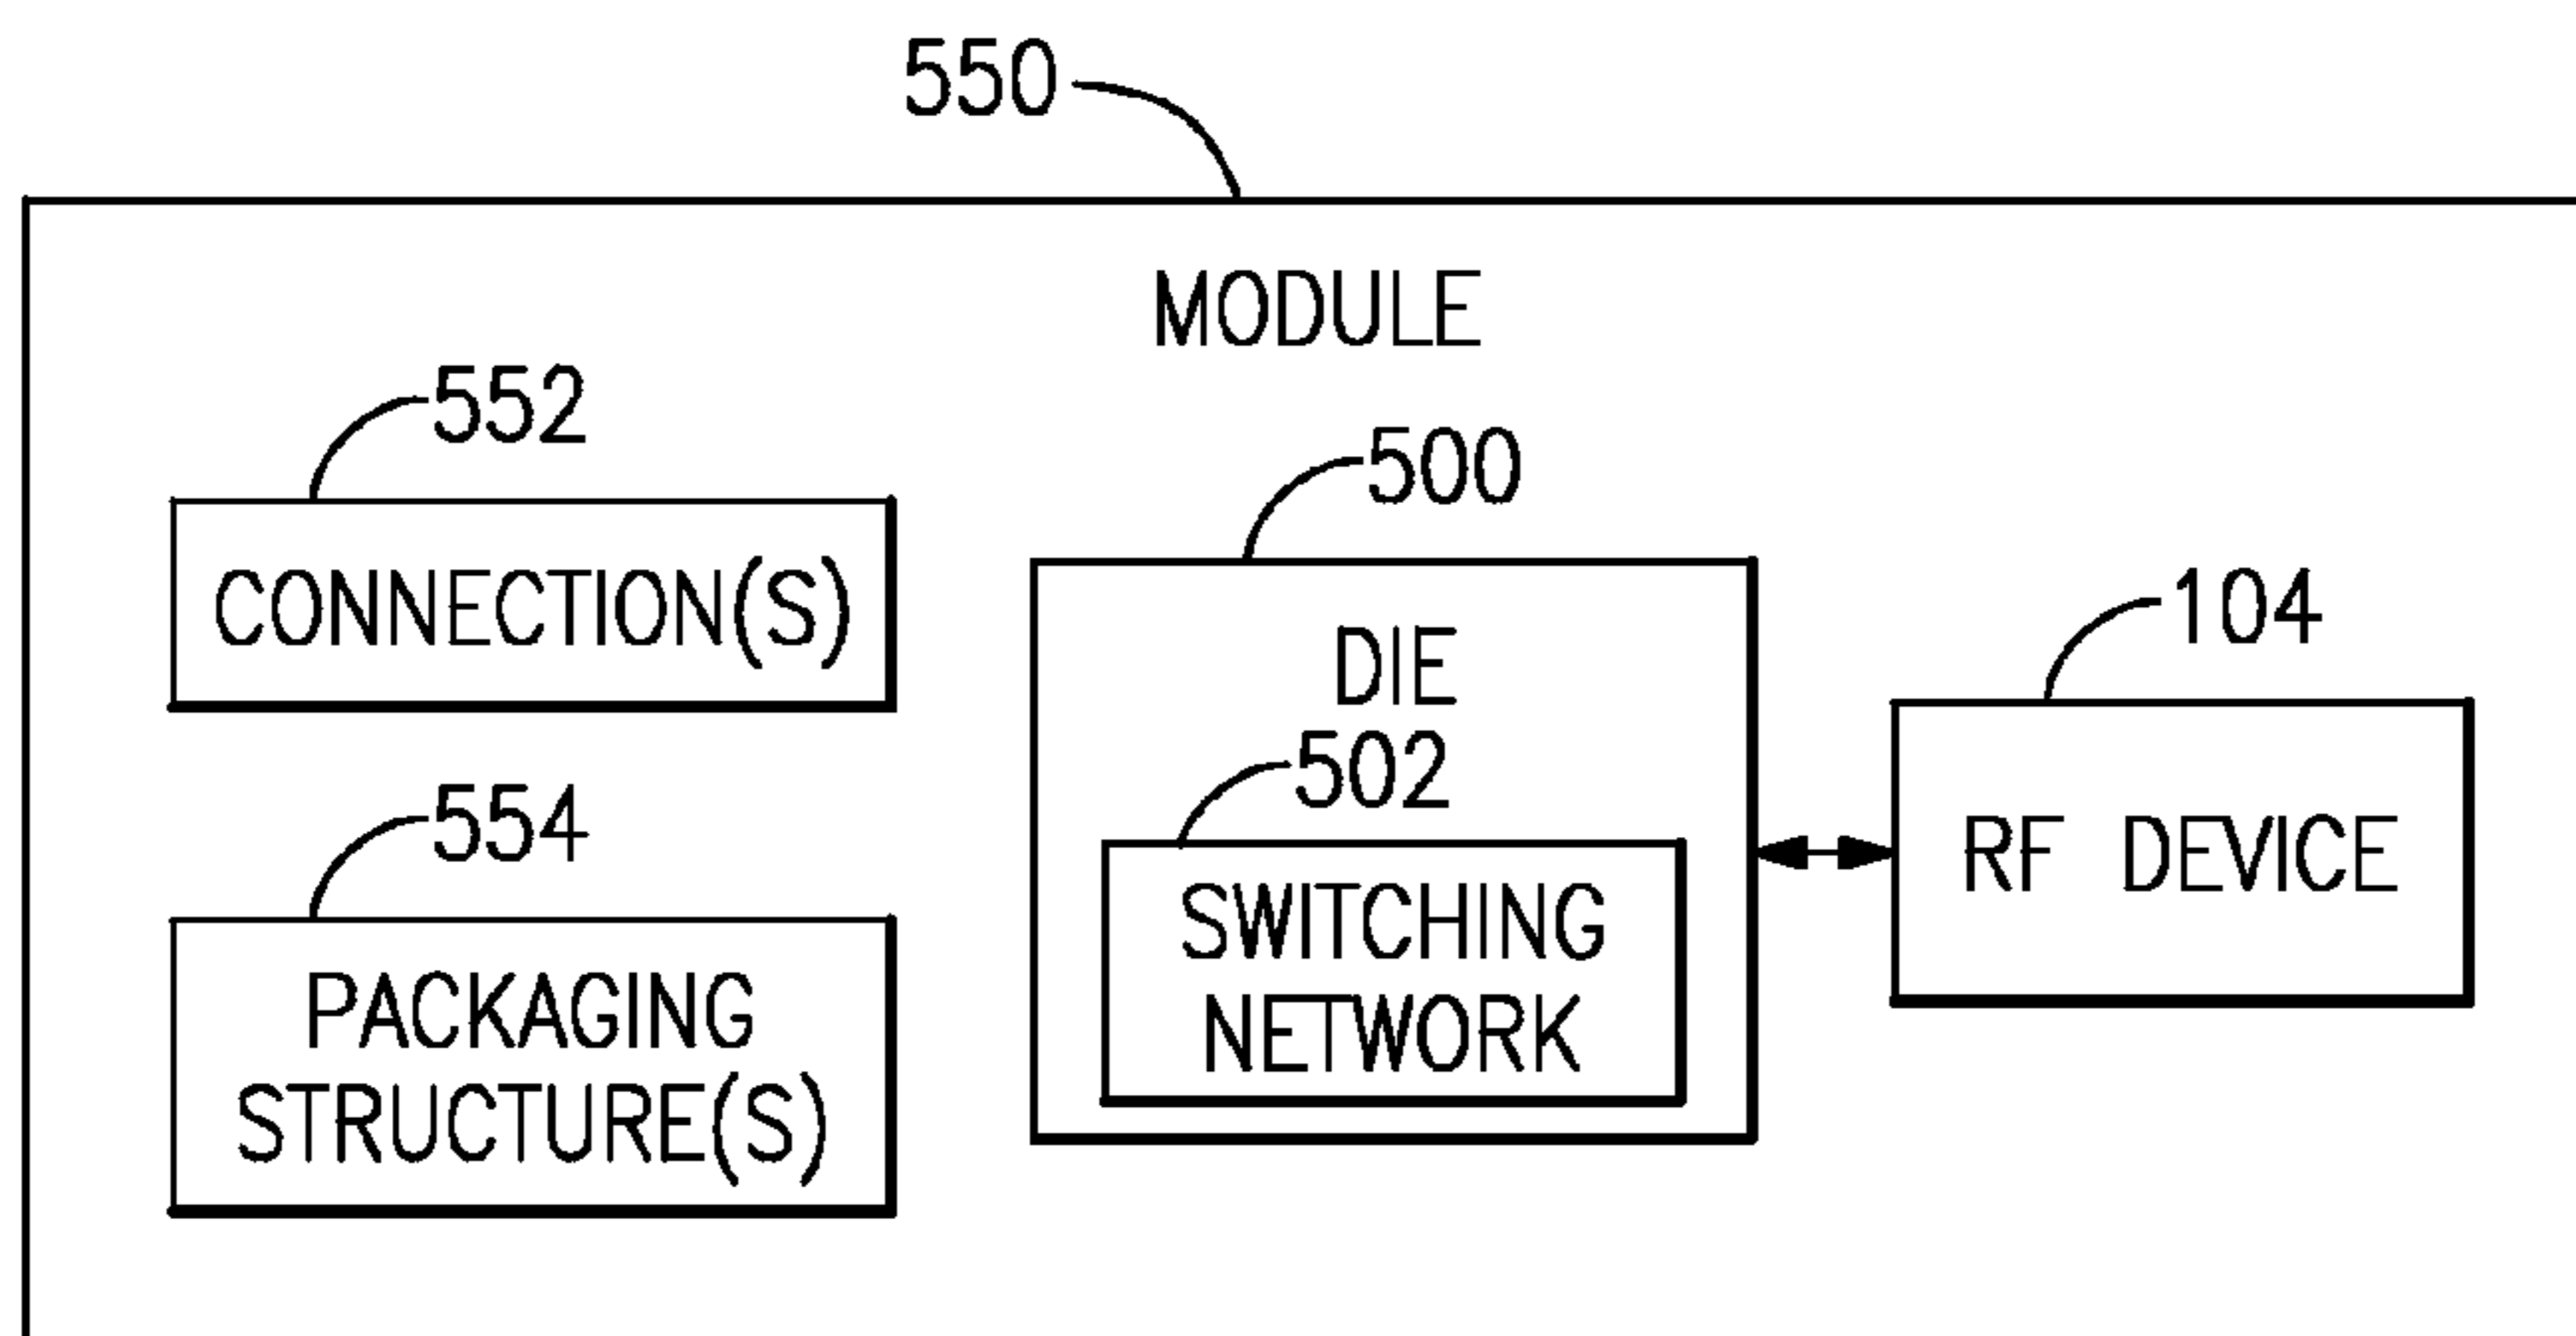 550
MODULE
552
CONNECTION(S)
554
PACKAGING
STRUCTURE(S)
500
DIE
502
SWITCHING
NETWORK
104
RF DEVICE